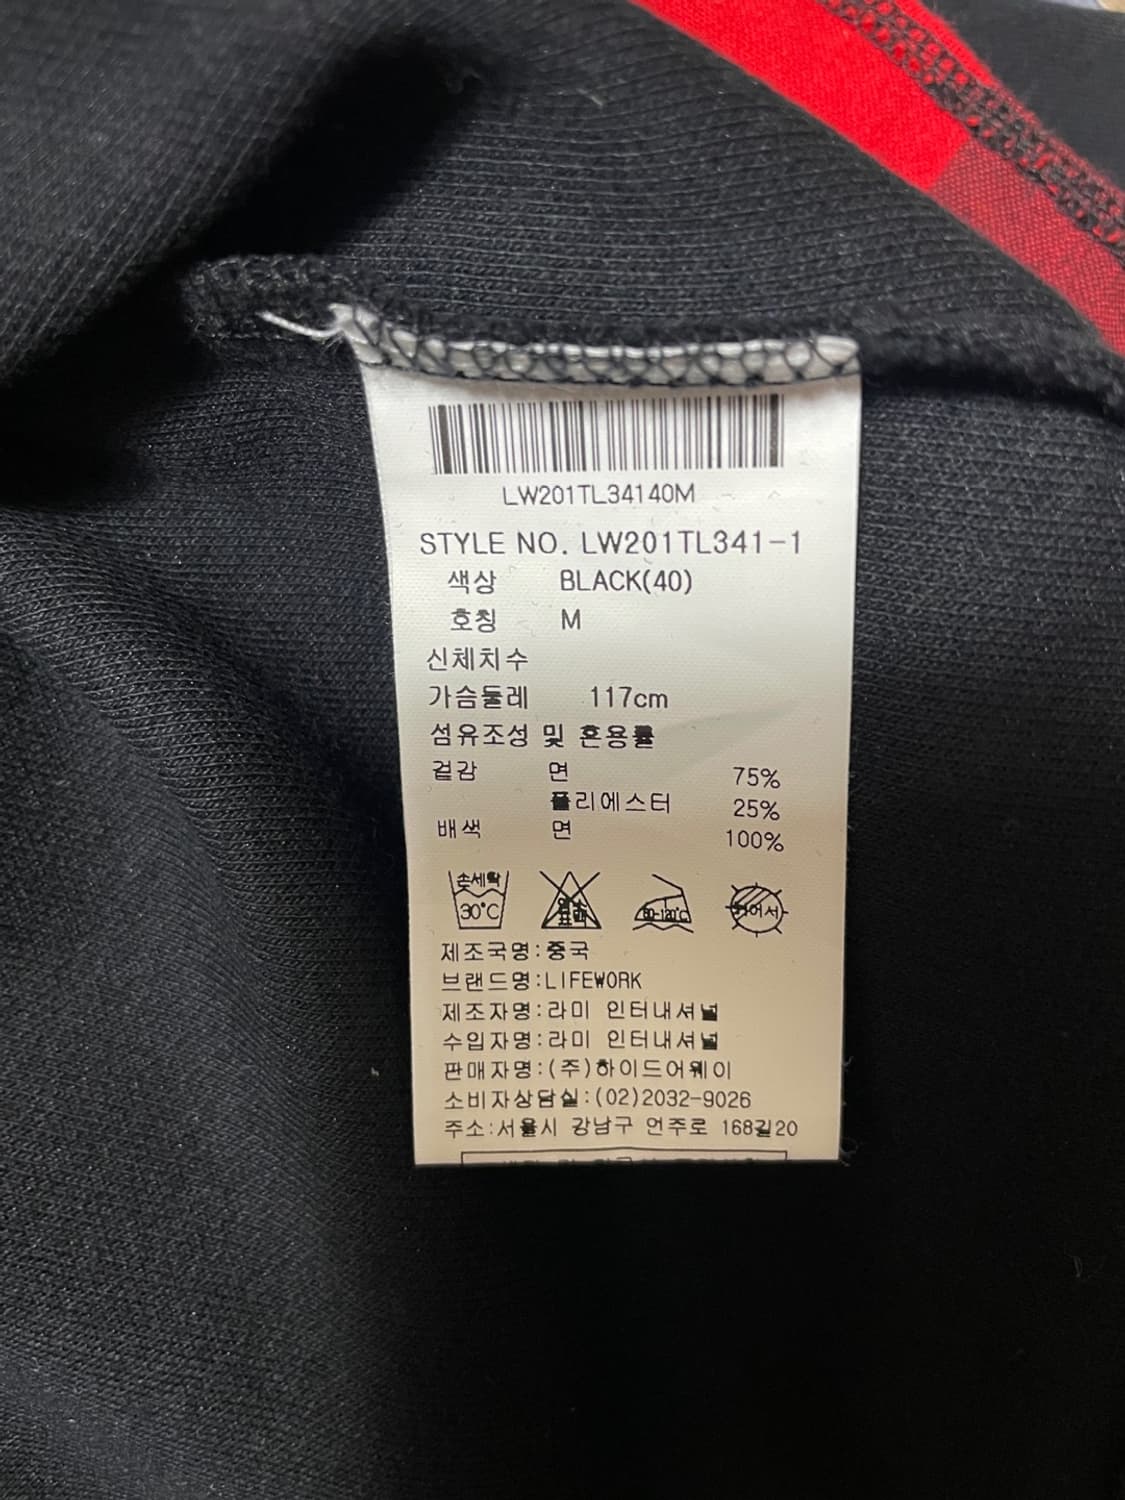 LW201TL34140M
STYLE NO. LW201TL341-1
색상 BLACK(40)
호칭 M
신체치수
가슴둘레 117cm
섬유조성 및 혼용률
겉감 면 75%
폴리에스터 25%
배색 면 100%
손세탁 30℃
염소 표백
80-120℃
제조국명:중국
브랜드명:LIFEWORK
제조자명:라미 인터내셔널
수입자명:라미 인터내셔널
판매자명:(주)하이드어웨이
소비자상담실:(02)2032-9026
주소:서울시 강남구 언주로 168길20